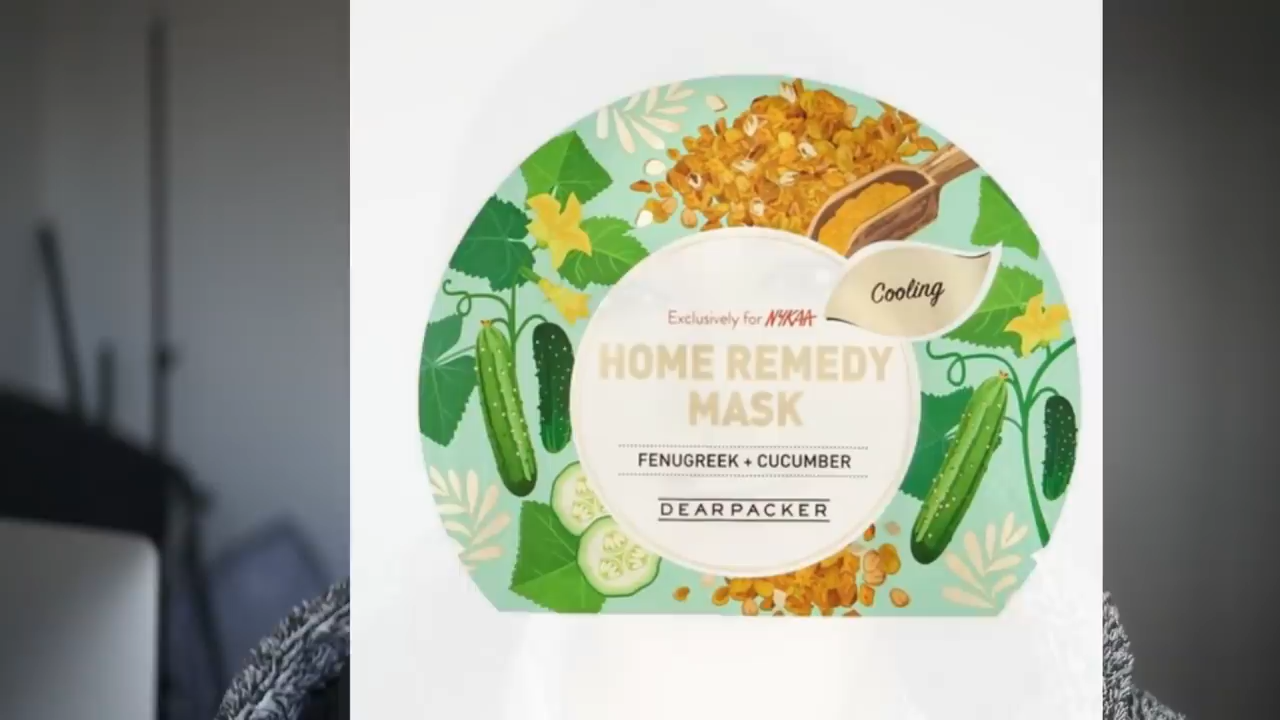 Cooling
Exclusively for NYKAA
HOME REMEDY
MASK
FENUGREEK + CUCUMBER
DEARPACKER